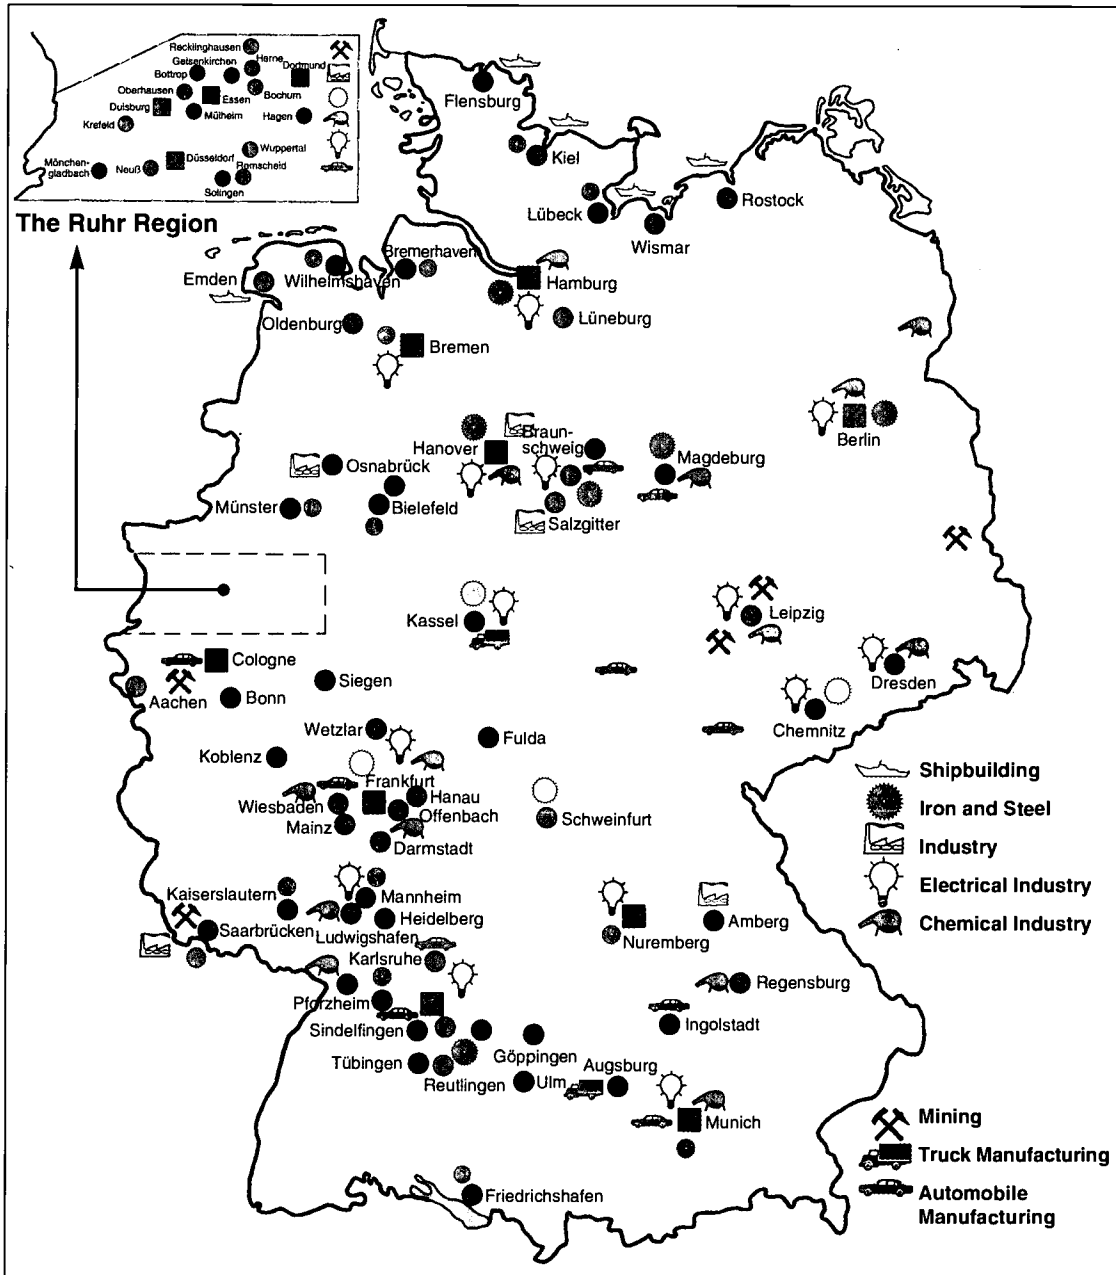 Recklinghausen
Gelsenkirchen
Herne
Dortmund
Bottrop
Oberhausen
Essen
Bochum
Duisburg
Mülheim
Hagen
Krefeld
Wuppertal
Mönchen-
gladbach
Neuß
Düsseldorf
Remscheid
Solingen
The Ruhr Region
Flensburg
Kiel
Lübeck
Wismar
Rostock
Emden
Wilhelmshaven
Bremerhaven
Hamburg
Oldenburg
Lüneburg
Bremen
Berlin
Hanover
Braun-
schweig
Magdeburg
Osnabrück
Münster
Bielefeld
Salzgitter
Kassel
Leipzig
Cologne
Dresden
Aachen
Bonn
Siegen
Chemnitz
Wetzlar
Fulda
Koblenz
Frankfurt
Wiesbaden
Hanau
Mainz
Offenbach
Schweinfurt
Darmstadt
Kaiserslautern
Mannheim
Saarbrücken
Ludwigshafen
Heidelberg
Nuremberg
Amberg
Karlsruhe
Pforzheim
Regensburg
Sindelfingen
Ingolstadt
Tübingen
Göppingen
Reutlingen
Ulm
Augsburg
Munich
Friedrichshafen
Shipbuilding
Iron and Steel
Industry
Electrical Industry
Chemical Industry
Mining
Truck Manufacturing
Automobile
Manufacturing